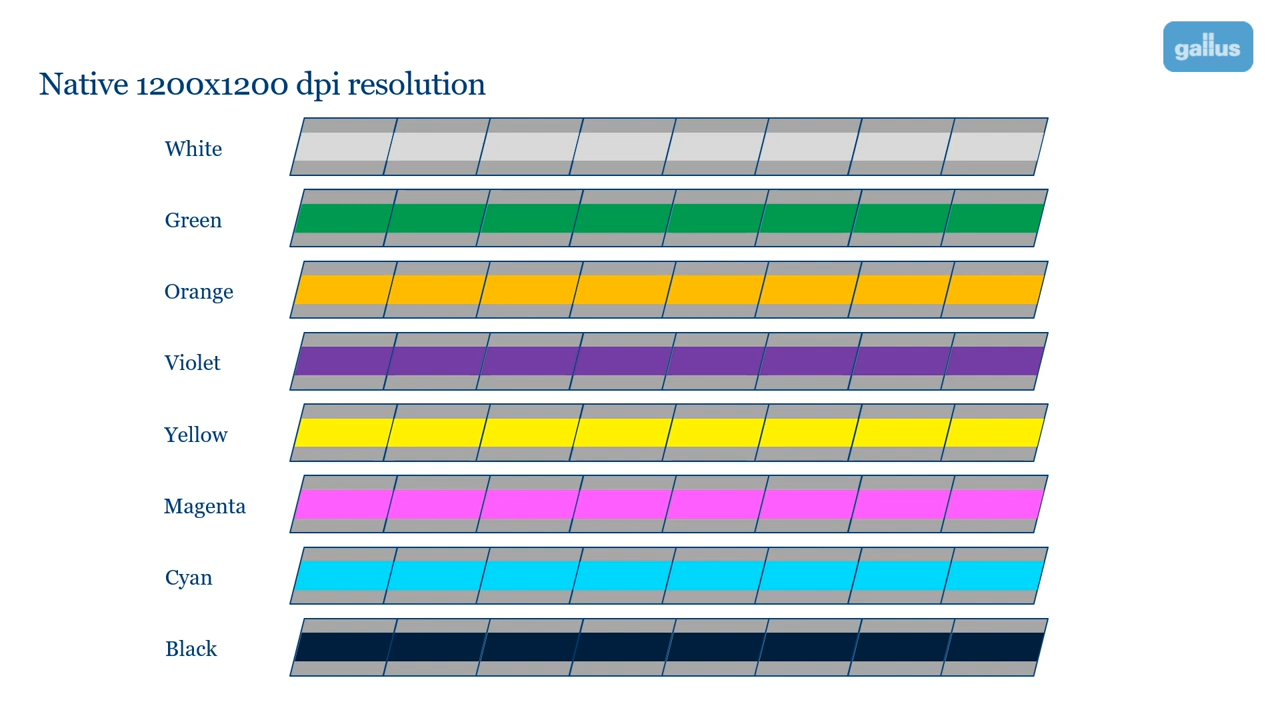 gallus
Native 1200x1200 dpi resolution
White
Green
Orange
Violet
Yellow
Magenta
Cyan
Black